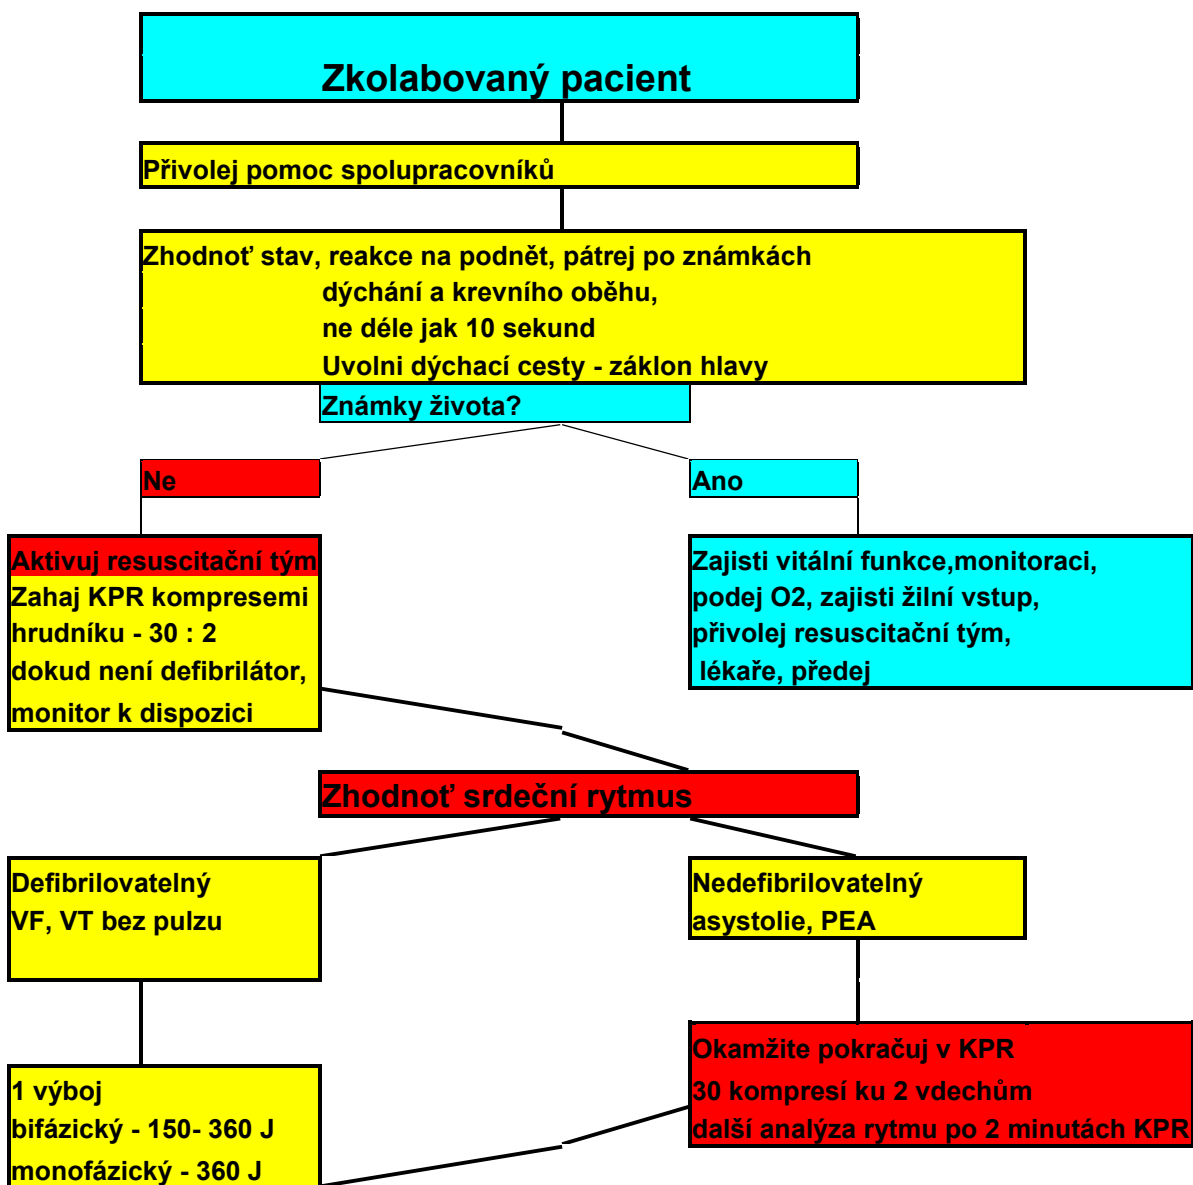 Zkolabovaný pacient
Přivolej pomoc spolupracovníků
Zhodnoť stav, reakce na podnět, pátrej po známkách
dýchání a krevního oběhu,
ne déle jak 10 sekund
Uvolni dýchací cesty - záklon hlavy
Známky života?
Ne
Ano
Aktivuj resuscitační tým
Zahaj KPR kompresemi
hrudníku - 30 : 2
dokud není defibrilátor,
monitor k dispozici
Zajisti vitální funkce,monitoraci,
podej O2, zajisti žilní vstup,
přivolej resuscitační tým,
lékaře, předej
Zhodnoť srdeční rytmus
Defibrilovatelný
VF, VT bez pulzu
Nedefibrilovatelný
asystolie, PEA
1 výboj
bifázický - 150- 360 J
monofázický - 360 J
Okamžite pokračuj v KPR
30 kompresí ku 2 vdechům
další analýza rytmu po 2 minutách KPR